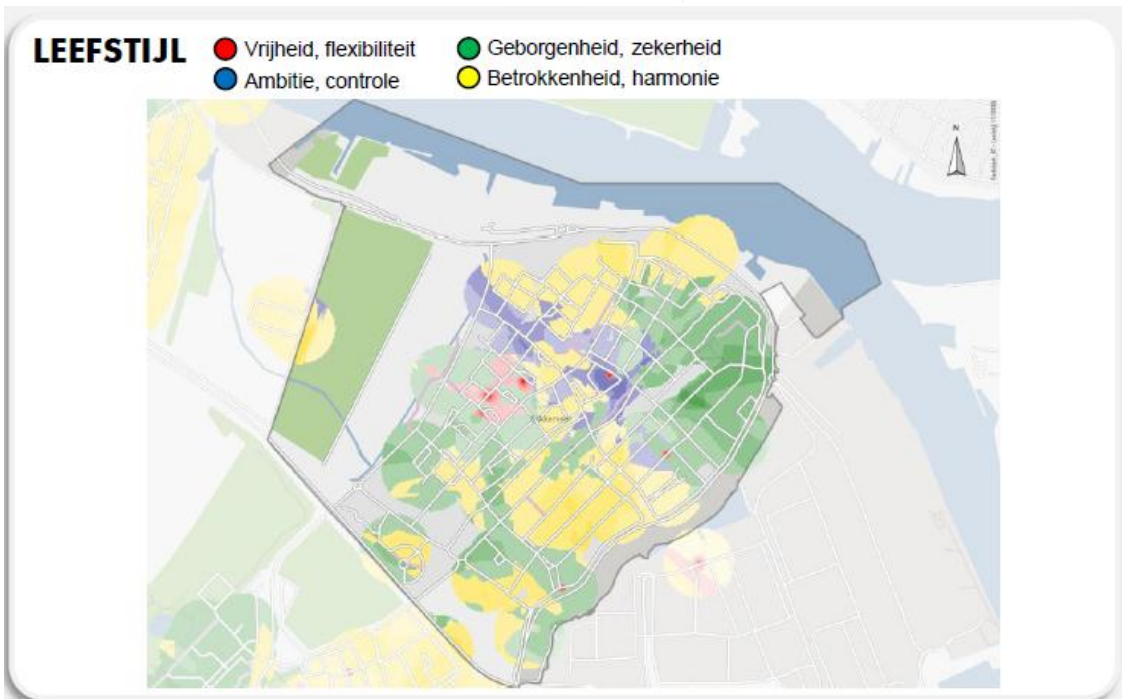 LEEFSTIJL
Vrijheid, flexibiliteit
Geborgenheid, zekerheid
Ambitie, controle
Betrokkenheid, harmonie
N